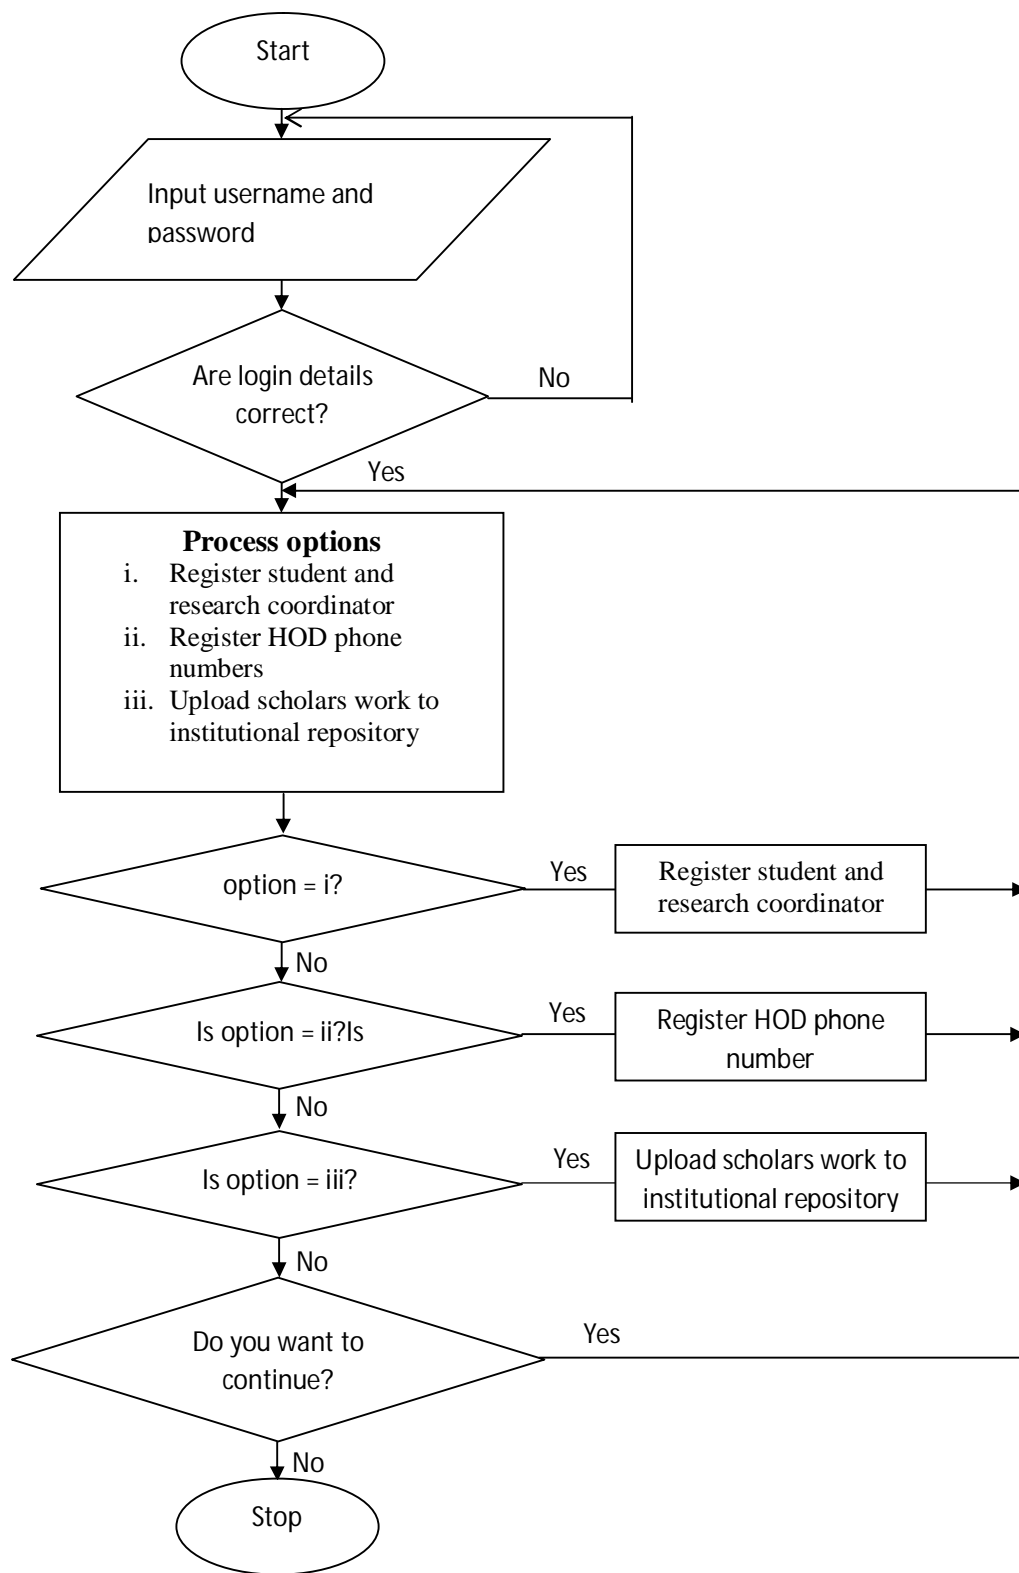 Start
Input username and
password
Are login details
correct?
No
Yes
Process options
i. Register student and
research coordinator
ii. Register HOD phone
numbers
iii. Upload scholars work to
institutional repository
option = i?
Yes
Register student and
research coordinator
No
Is option = ii?Is
Yes
Register HOD phone
number
No
Is option = iii?
Yes
Upload scholars work to
institutional repository
No
Do you want to
continue?
Yes
No
Stop